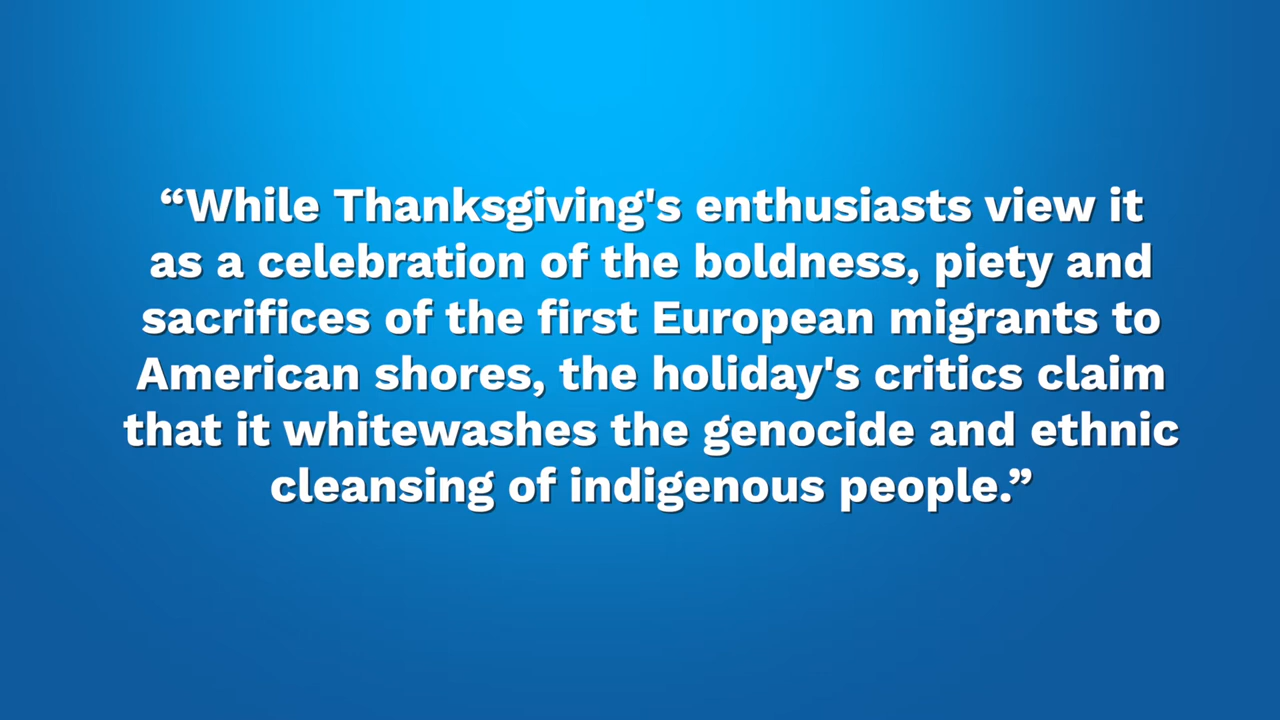 “While Thanksgiving's enthusiasts view it
as a celebration of the boldness, piety and
sacrifices of the first European migrants to
American shores, the holiday's critics claim
that it whitewashes the genocide and ethnic
cleansing of indigenous people.”